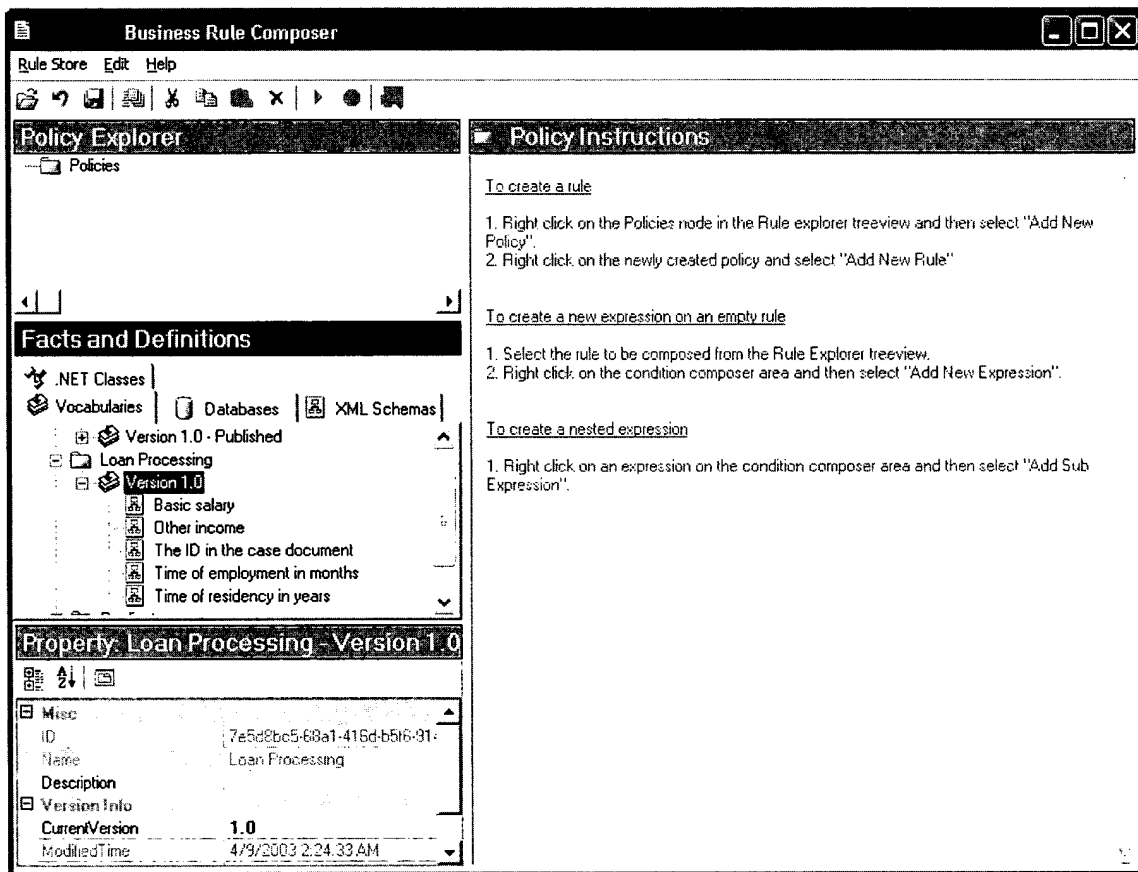 Business Rule Composer
Rule Store Edit Help
Policy Explorer
Policies
Facts and Definitions
.NET Classes
Vocabularies Databases XML Schemas
Version 1.0 - Published
Loan Processing
Version 1.0
Basic salary
Other income
The ID in the case document
Time of employment in months
Time of residency in years
Property: Loan Processing - Version 1.0
Misc
ID
Name Loan Processing
Description
Version Info
CurrentVersion 1.0
ModifiedTime 4/9/2003 2:24:33 AM
Policy Instructions
To create a rule
1. Right click on the Policies node in the Rule explorer treeview and then select "Add New
Policy".
2. Right click on the newly created policy and select "Add New Rule"
To create a new expression on an empty rule
1. Select the rule to be composed from the Rule Explorer treeview.
2. Right click on the condition composer area and then select "Add New Expression".
To create a nested expression
1. Right click on an expression on the condition composer area and then select "Add Sub
Expression".